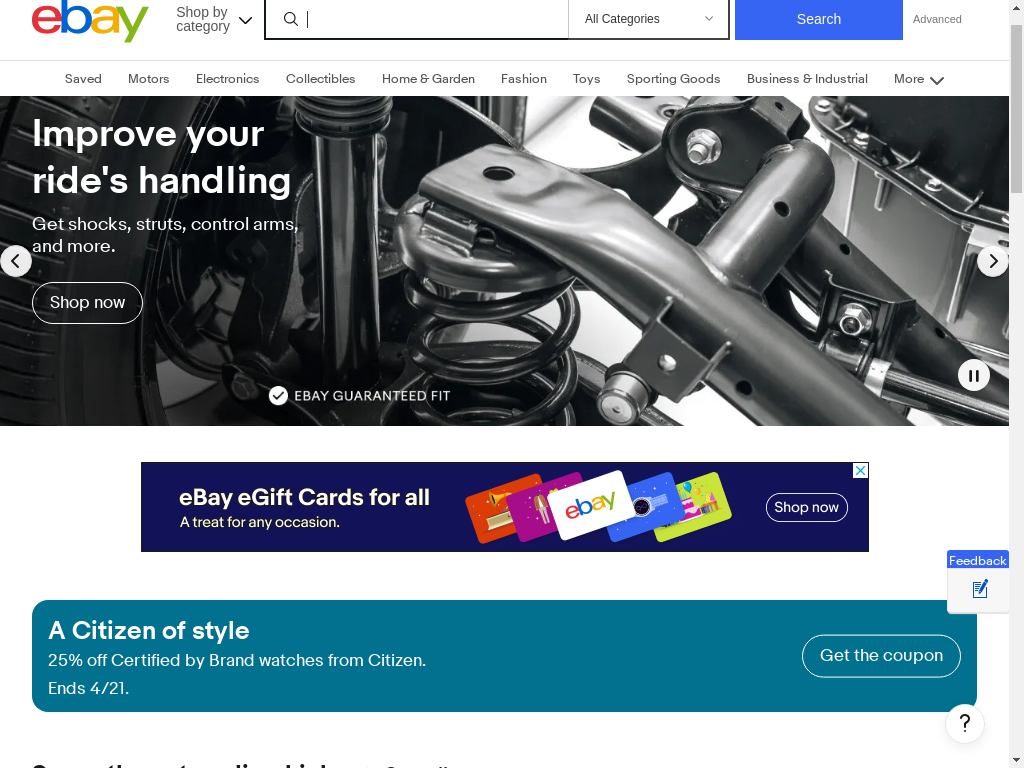 ebay
Shop by
category
All Categories
Search
Advanced
Saved
Motors
Electronics
Collectibles
Home & Garden
Fashion
Toys
Sporting Goods
Business & Industrial
More
Improve your
ride's handling
Get shocks, struts, control arms,
and more.
Shop now
EBAY GUARANTEED FIT
eBay eGift Cards for all
A treat for any occasion.
ebay
Shop now
Feedback
A Citizen of style
25% off Certified by Brand watches from Citizen.
Ends 4/21.
Get the coupon
?